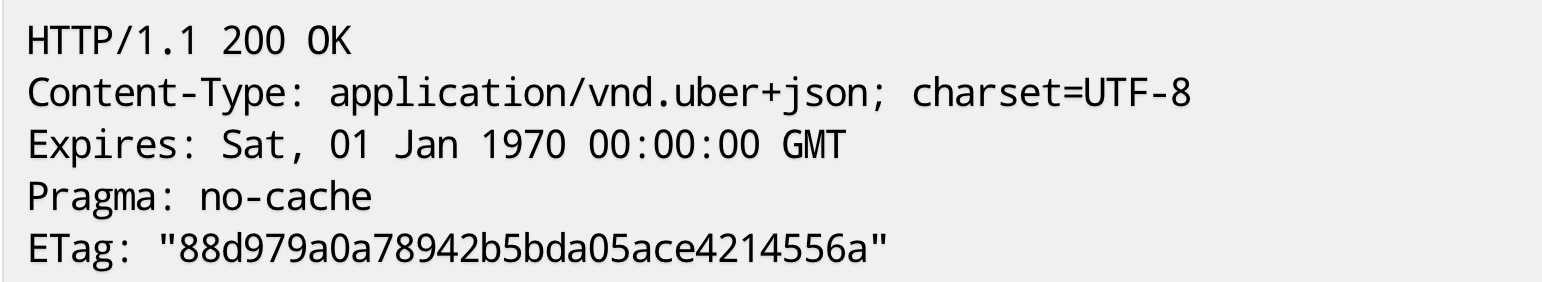 HTTP/1.1 200 OK
Content-Type: application/vnd.uber+json; charset=UTF-8
Expires: Sat, 01 Jan 1970 00:00:00 GMT
Pragma: no-cache
ETag: "88d979a0a78942b5bda05ace4214556a"